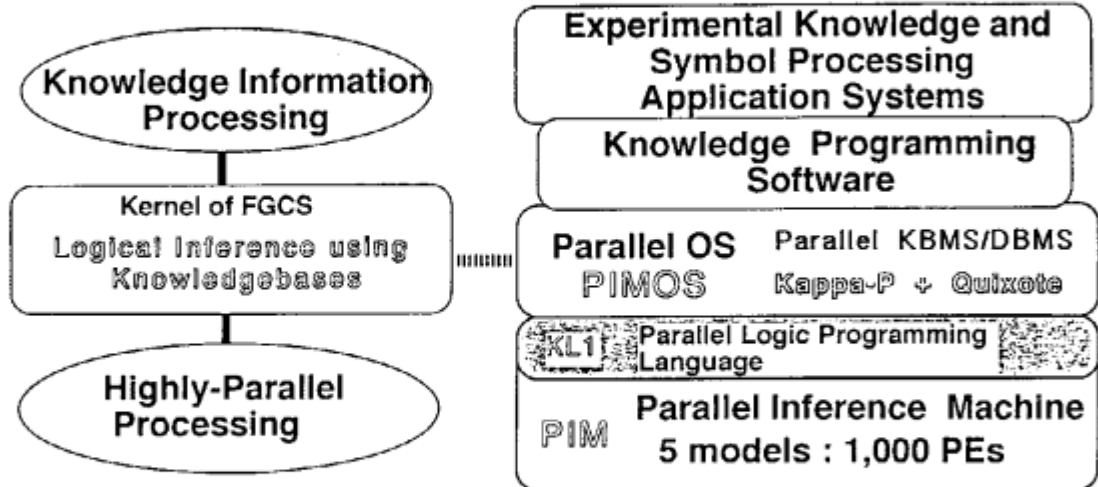 Knowledge Information
Processing
Kernel of FGCS
Logical Inference using
Knowledgebases
Highly-Parallel
Processing
Experimental Knowledge and
Symbol Processing
Application Systems
Knowledge Programming
Software
Parallel OS
PIMOS
Parallel KBMS/DBMS
Kappa-P + Quixote
KL1
Parallel Logic Programming
Language
PIM
Parallel Inference Machine
5 models : 1,000 PEs